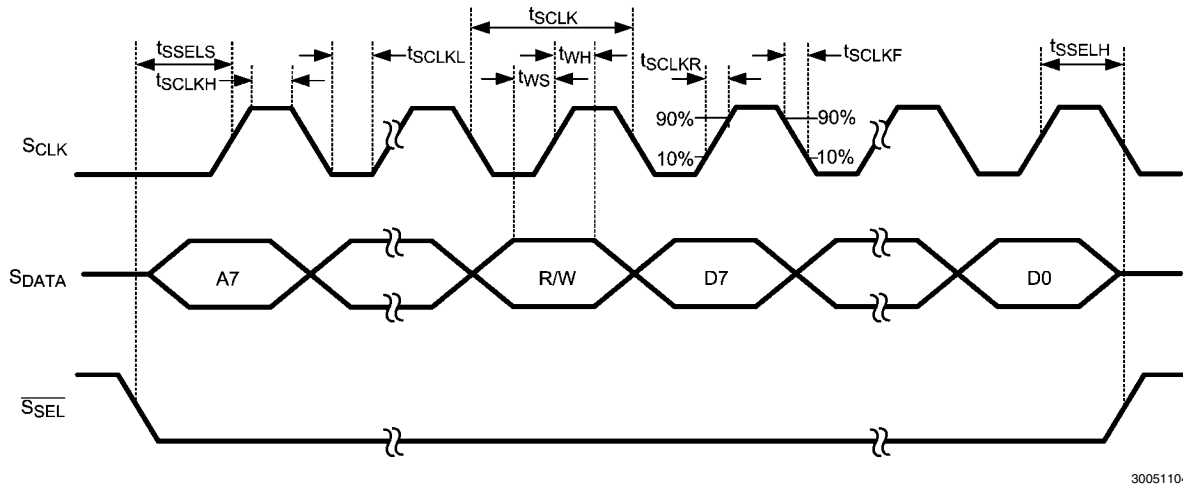 tSCLK
tSSELS
tSCLKL
tWH
tSCLKR
tSCLKF
tSSELH
tSCLKH
tWS
90%
90%
SCLK
10%
10%
SDATA
A7
R/W
D7
D0
SSEL
30051104